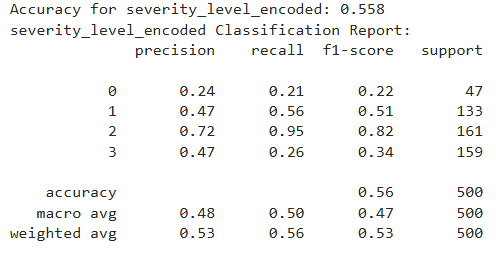 Accuracy for severity_level_encoded: 0.558
severity_level_encoded Classification Report:
precision recall f1-score support
0 0.24 0.21 0.22 47
1 0.47 0.56 0.51 133
2 0.72 0.95 0.82 161
3 0.47 0.26 0.34 159
accuracy 0.56 500
macro avg 0.48 0.50 0.47 500
weighted avg 0.53 0.56 0.53 500